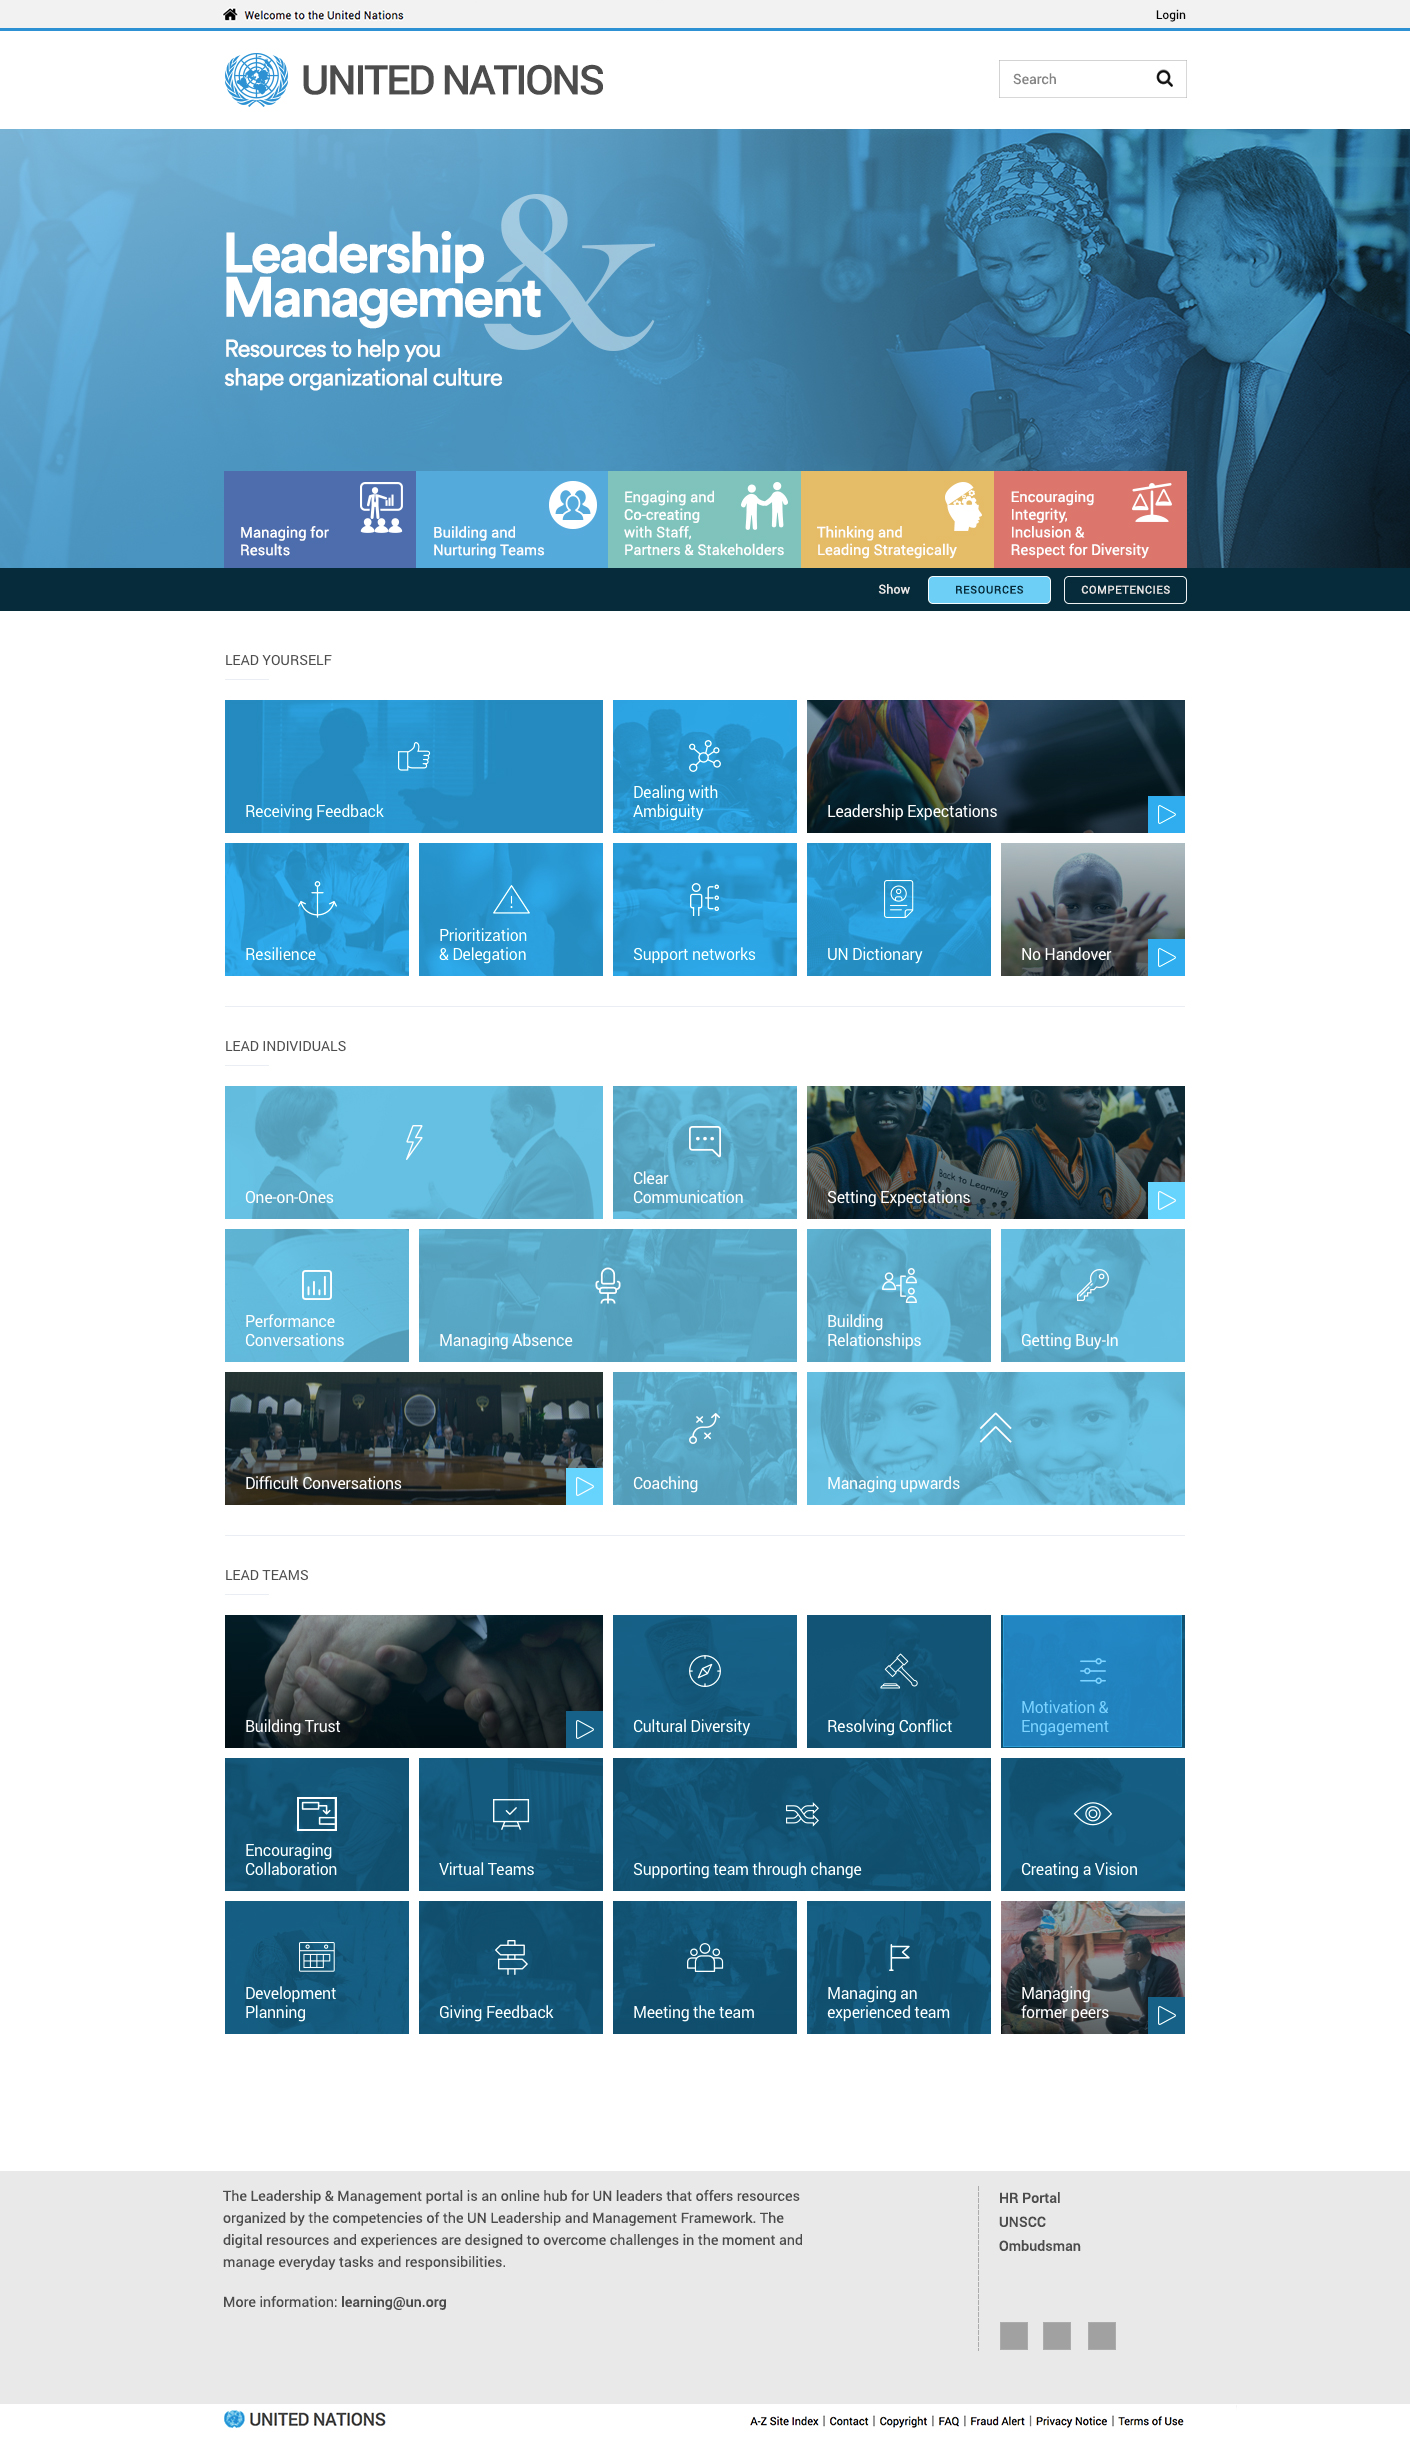 Welcome to the United Nations
Login
UNITED NATIONS
Search
Leadership &
Management
Resources to help you
shape organizational culture
Managing for
Results
Building and
Nurturing Teams
Engaging and
Co-creating
with Staff,
Partners & Stakeholders
Thinking and
Leading Strategically
Encouraging
Integrity,
Inclusion &
Respect for Diversity
Show
RESOURCES
COMPETENCIES
LEAD YOURSELF
Receiving Feedback
Dealing with
Ambiguity
Leadership Expectations
Resilience
Prioritization
& Delegation
Support networks
UN Dictionary
No Handover
LEAD INDIVIDUALS
One-on-Ones
Clear
Communication
Back to Learning
Setting Expectations
Performance
Conversations
Managing Absence
Building
Relationships
Getting Buy-In
Difficult Conversations
Coaching
Managing upwards
LEAD TEAMS
Building Trust
Cultural Diversity
Resolving Conflict
Motivation &
Engagement
Encouraging
Collaboration
Virtual Teams
Supporting team through change
Creating a Vision
Development
Planning
Giving Feedback
Meeting the team
Managing an
experienced team
Managing
former peers
The Leadership & Management portal is an online hub for UN leaders that offers resources
organized by the competencies of the UN Leadership and Management Framework. The
digital resources and experiences are designed to overcome challenges in the moment and
manage everyday tasks and responsibilities.
More information: learning@un.org
HR Portal
UNSCC
Ombudsman
UNITED NATIONS
A-Z Site Index | Contact | Copyright | FAQ | Fraud Alert | Privacy Notice | Terms of Use